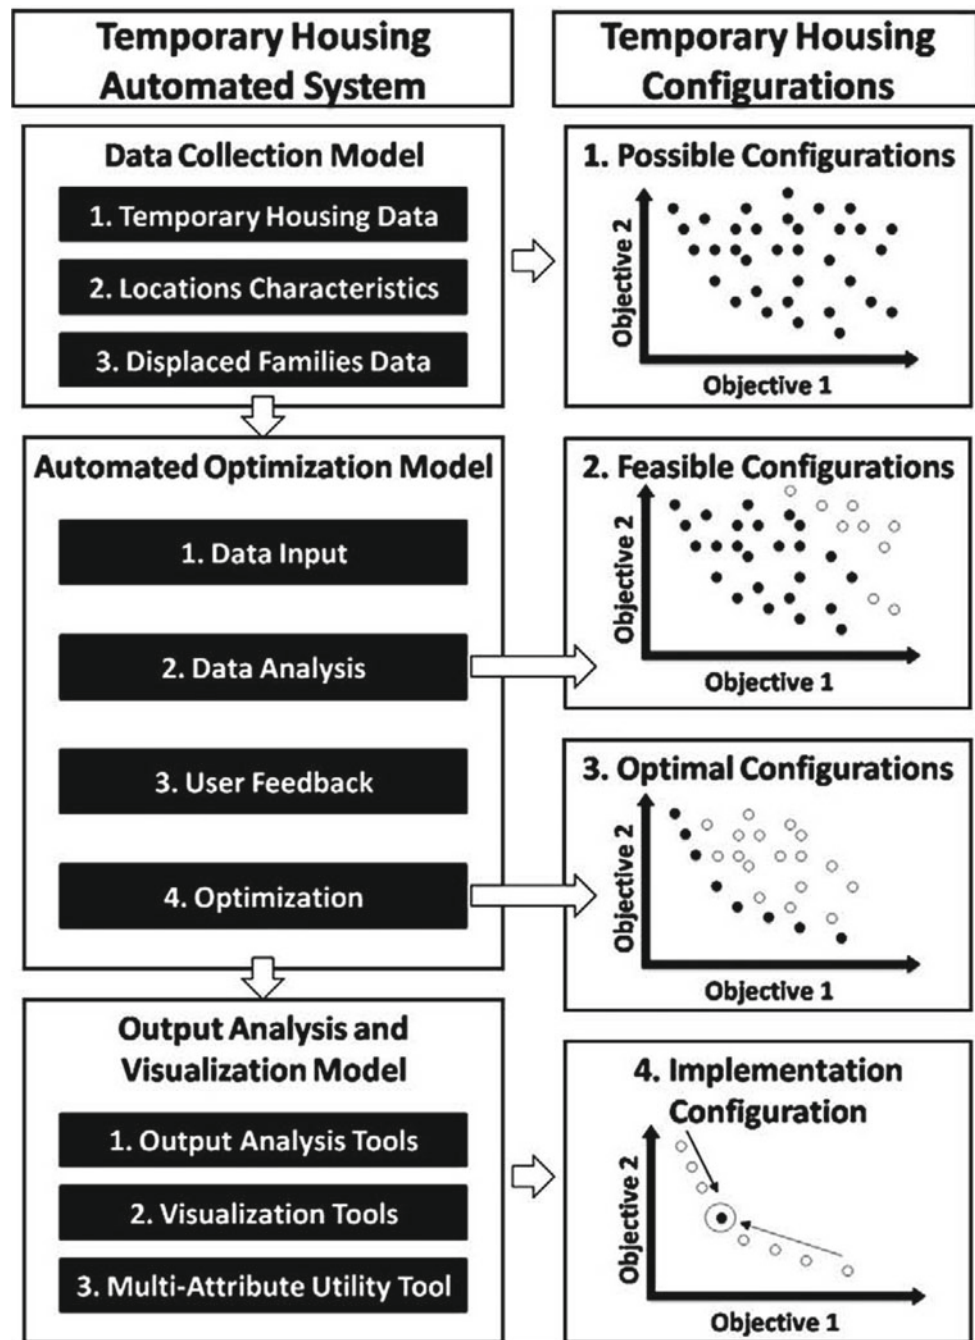 Temporary Housing
Automated System
Temporary Housing
Configurations
Data Collection Model
1. Temporary Housing Data
2. Locations Characteristics
3. Displaced Families Data
1. Possible Configurations
Objective 2
Objective 1
Automated Optimization Model
1. Data Input
2. Data Analysis
3. User Feedback
4. Optimization
2. Feasible Configurations
Objective 2
Objective 1
3. Optimal Configurations
Objective 2
Objective 1
Output Analysis and
Visualization Model
1. Output Analysis Tools
2. Visualization Tools
3. Multi-Attribute Utility Tool
4. Implementation
Configuration
Objective 2
Objective 1